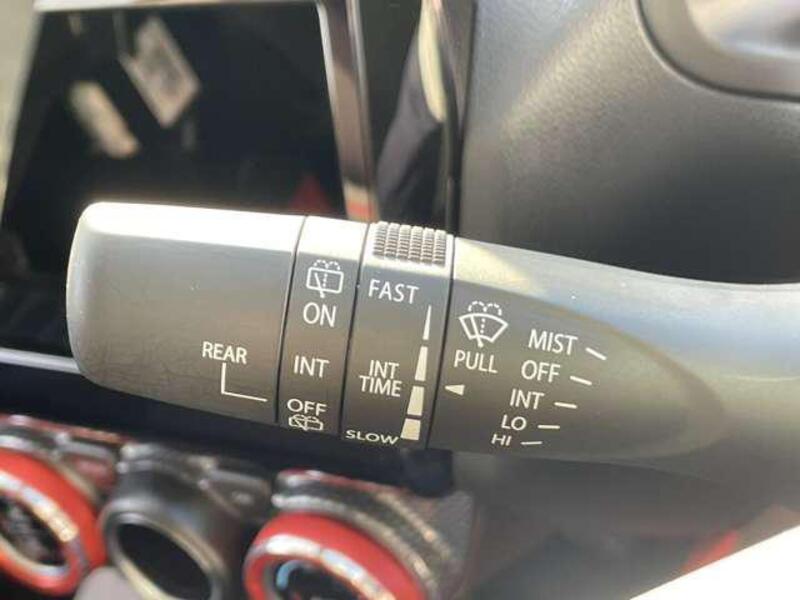 REAR
ON
INT
OFF
FAST
INT
TIME
SLOW
PULL
MIST
OFF
INT
LO
HI